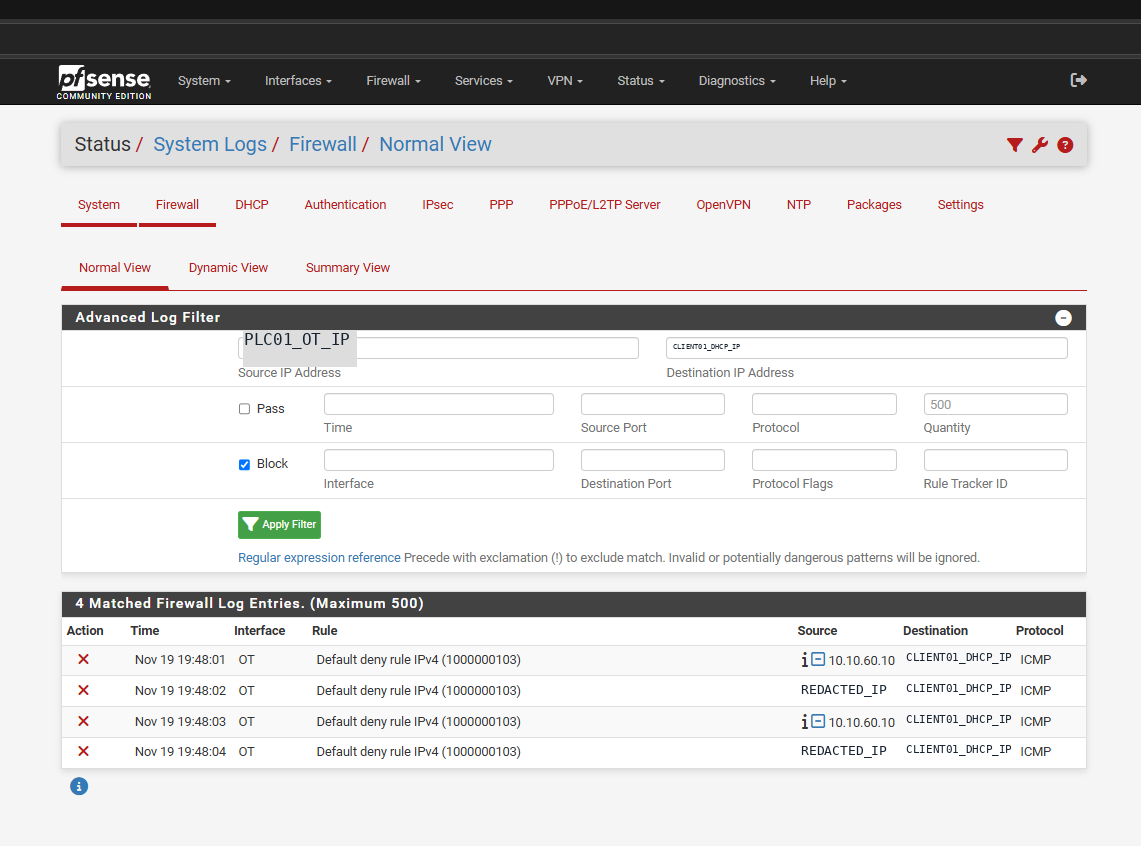 pfsense
COMMUNITY EDITION
System Interfaces Firewall Services VPN Status Diagnostics Help
Status / System Logs / Firewall / Normal View
System Firewall DHCP Authentication IPsec PPP PPPoE/L2TP Server OpenVPN NTP Packages Settings
Normal View Dynamic View Summary View
Advanced Log Filter
PLC01_OT_IP CLIENT01_DHCP_IP
Source IP Address Destination IP Address
Pass 500
Time Source Port Protocol Quantity
Block
Interface Destination Port Protocol Flags Rule Tracker ID
Apply Filter
Regular expression reference Precede with exclamation (!) to exclude match. Invalid or potentially dangerous patterns will be ignored.
4 Matched Firewall Log Entries. (Maximum 500)
Action Time Interface Rule Source Destination Protocol
Nov 19 19:48:01 OT Default deny rule IPv4 (1000000103) 10.10.60.10 CLIENT01_DHCP_IP ICMP
Nov 19 19:48:02 OT Default deny rule IPv4 (1000000103) REDACTED_IP CLIENT01_DHCP_IP ICMP
Nov 19 19:48:03 OT Default deny rule IPv4 (1000000103) 10.10.60.10 CLIENT01_DHCP_IP ICMP
Nov 19 19:48:04 OT Default deny rule IPv4 (1000000103) REDACTED_IP CLIENT01_DHCP_IP ICMP